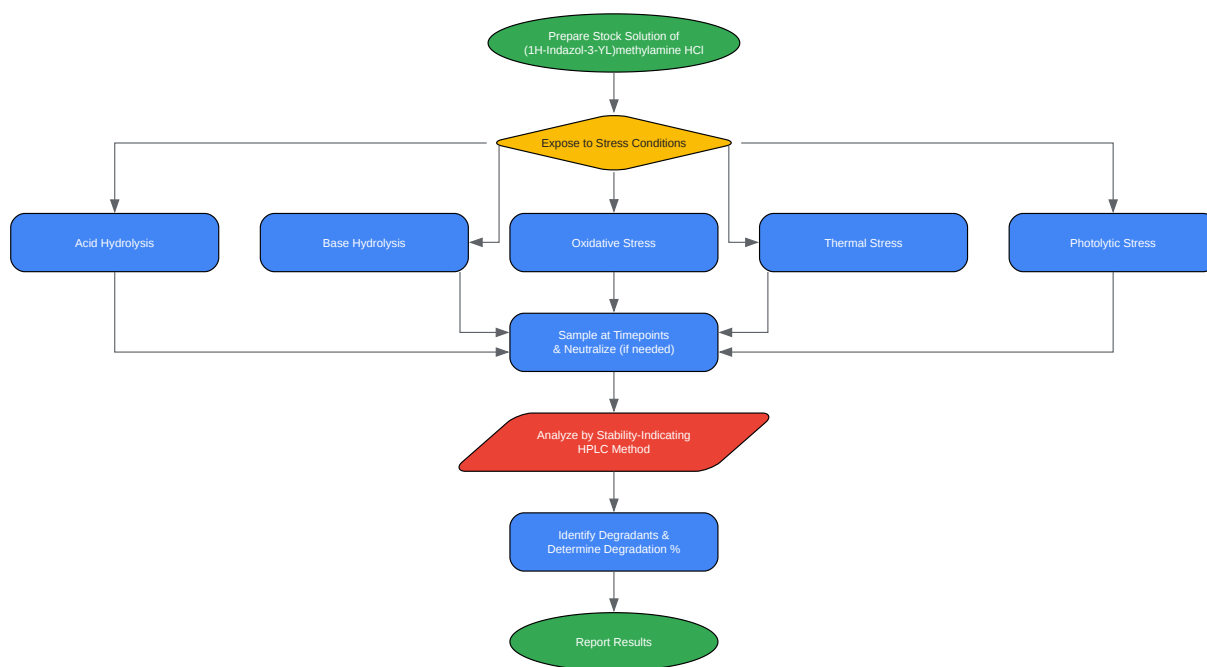 Prepare Stock Solution of
(1H-Indazol-3-YL)methylamine HCl
Expose to Stress Conditions
Acid Hydrolysis
Base Hydrolysis
Oxidative Stress
Thermal Stress
Photolytic Stress
Sample at Timepoints
& Neutralize (if needed)
Analyze by Stability-Indicating
HPLC Method
Identify Degradants &
Determine Degradation %
Report Results